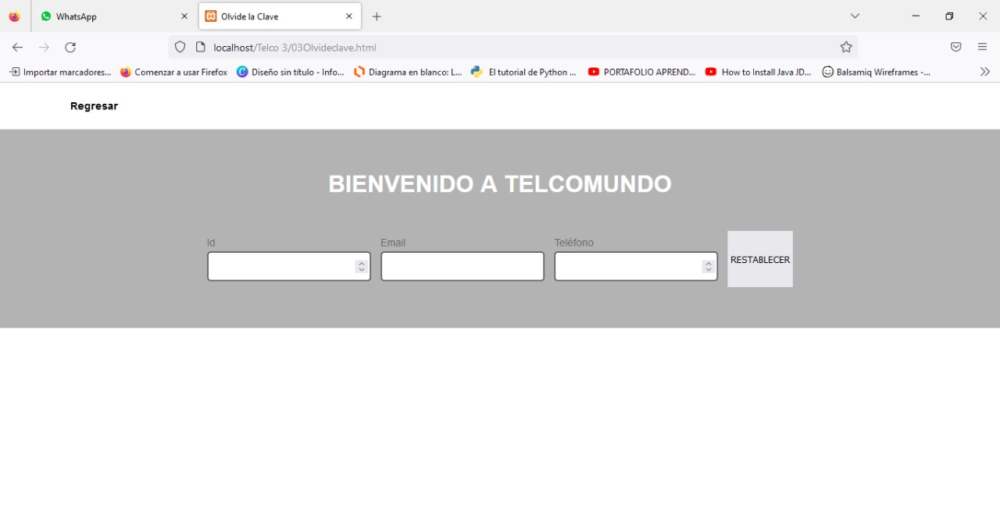 WhatsApp
Olvide la Clave
localhost/Telco 3/03Olvideclave.html
Importar marcadores... Comenzar a usar Firefox Diseño sin título - Info... Diagrama en blanco: L... El tutorial de Python ... PORTAFOLIO APREND... How to Install Java JD... Balsamiq Wireframes -...
Regresar
BIENVENIDO A TELCOMUNDO
Id Email Teléfono
RESTABLECER